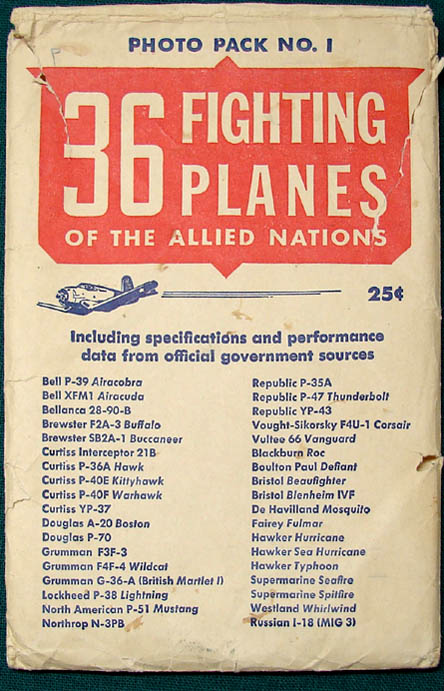 PHOTO PACK NO. 1
36 FIGHTING PLANES
OF THE ALLIED NATIONS
25¢
Including specifications and performance
data from official government sources
Bell P-39 Airacobra
Bell XFM1 Airacuda
Bellanca 28-90-B
Brewster F2A-3 Buffalo
Brewster SB2A-1 Buccaneer
Curtiss Interceptor 21B
Curtiss P-36A Hawk
Curtiss P-40E Kittyhawk
Curtiss P-40F Warhawk
Curtiss YP-37
Douglas A-20 Boston
Douglas P-70
Grumman F3F-3
Grumman F4F-4 Wildcat
Grumman G-36-A (British Martlet I)
Lockheed P-38 Lightning
North American P-51 Mustang
Northrop N-3PB
Republic P-35A
Republic P-47 Thunderbolt
Republic YP-43
Vought-Sikorsky F4U-1 Corsair
Vultee 66 Vanguard
Blackburn Roc
Boulton Paul Defiant
Bristol Beaufighter
Bristol Blenheim IVF
De Havilland Mosquito
Fairey Fulmar
Hawker Hurricane
Hawker Sea Hurricane
Hawker Typhoon
Supermarine Seafire
Supermarine Spitfire
Westland Whirlwind
Russian I-18 (MIG 3)